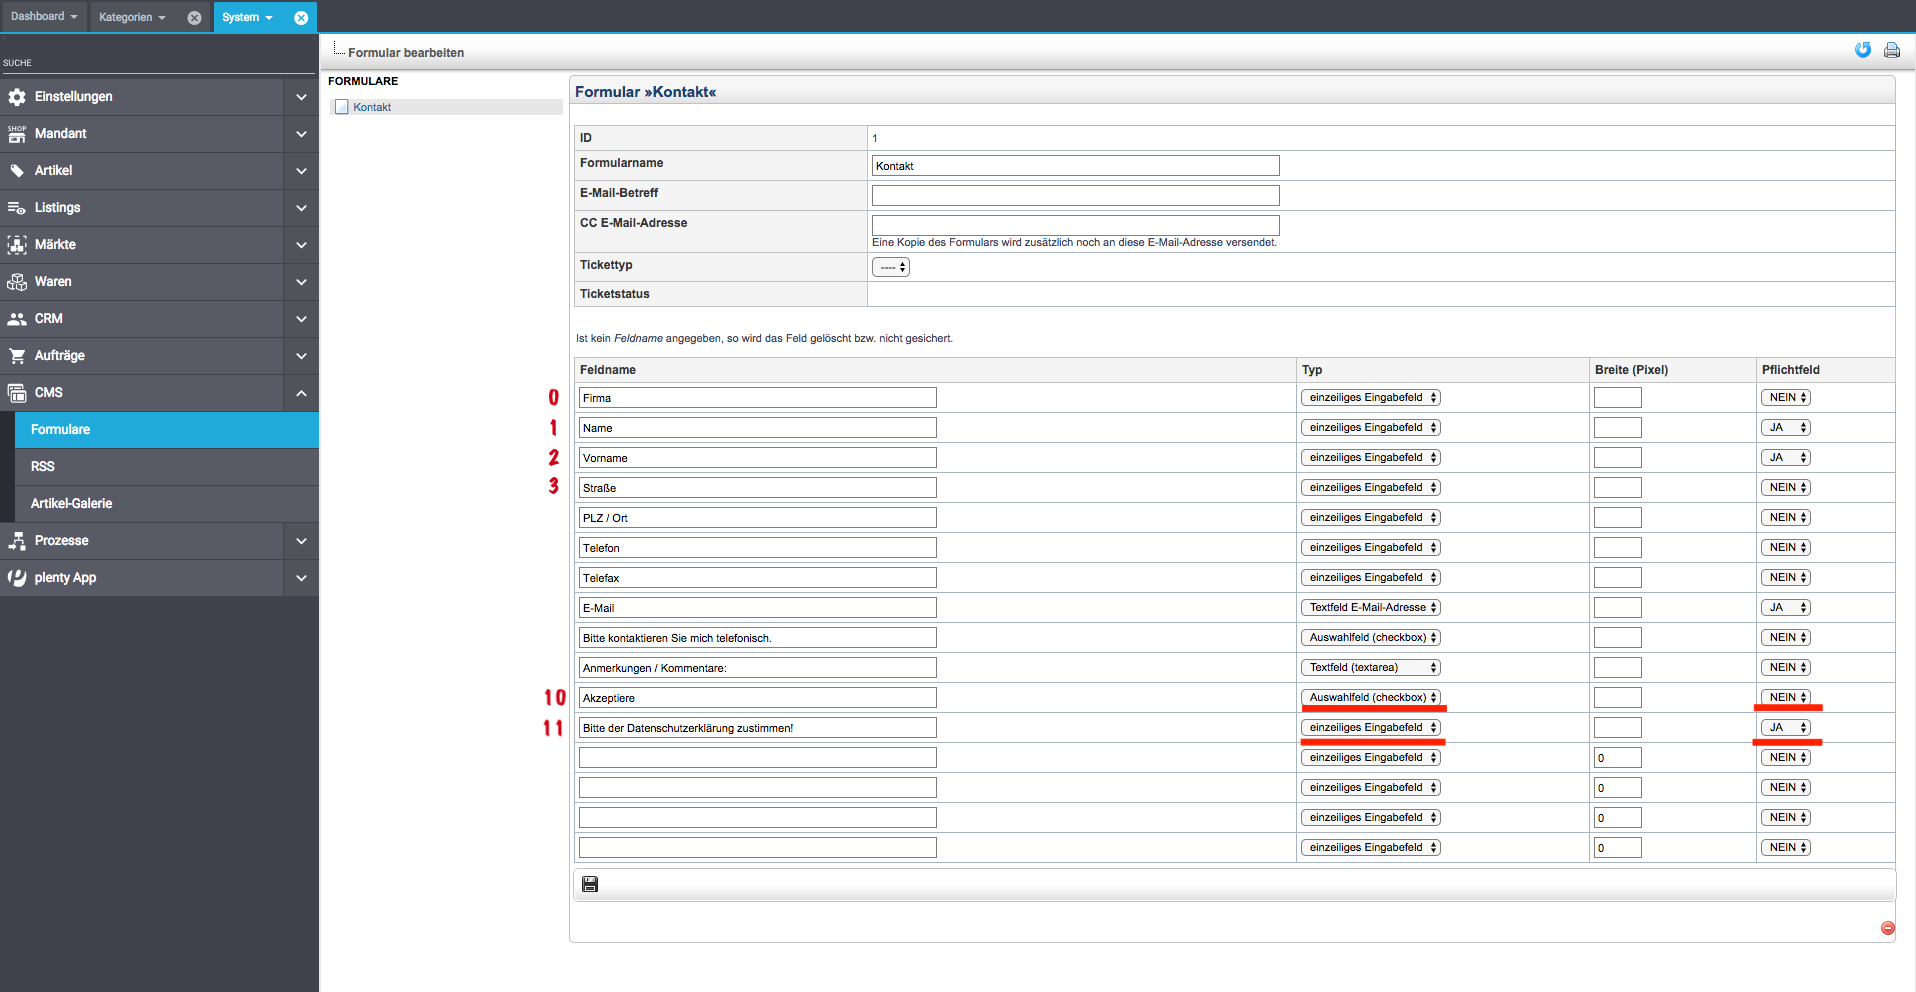 Dashboard
Kategorien
System
SUCHE
Einstellungen
SHOP
Mandant
Artikel
Listings
Märkte
Waren
CRM
Aufträge
CMS
Formulare
RSS
Artikel-Galerie
Prozesse
plenty App
Formular bearbeiten
FORMULARE
Kontakt
Formular »Kontakt«
ID 1
Formularname Kontakt
E-Mail-Betreff
CC E-Mail-Adresse
Eine Kopie des Formulars wird zusätzlich noch an diese E-Mail-Adresse versendet.
Tickettyp ----
Ticketstatus
Ist kein Feldname angegeben, so wird das Feld gelöscht bzw. nicht gesichert.
Feldname Typ Breite (Pixel) Pflichtfeld
0 Firma einzeiliges Eingabefeld NEIN
1 Name einzeiliges Eingabefeld JA
2 Vorname einzeiliges Eingabefeld JA
3 Straße einzeiliges Eingabefeld NEIN
PLZ / Ort einzeiliges Eingabefeld NEIN
Telefon einzeiliges Eingabefeld NEIN
Telefax einzeiliges Eingabefeld NEIN
E-Mail Textfeld E-Mail-Adresse JA
Bitte kontaktieren Sie mich telefonisch. Auswahlfeld (checkbox) NEIN
Anmerkungen / Kommentare: Textfeld (textarea) NEIN
10 Akzeptiere Auswahlfeld (checkbox) NEIN
11 Bitte der Datenschutzerklärung zustimmen! einzeiliges Eingabefeld JA
einzeiliges Eingabefeld 0 NEIN
einzeiliges Eingabefeld 0 NEIN
einzeiliges Eingabefeld 0 NEIN
einzeiliges Eingabefeld 0 NEIN